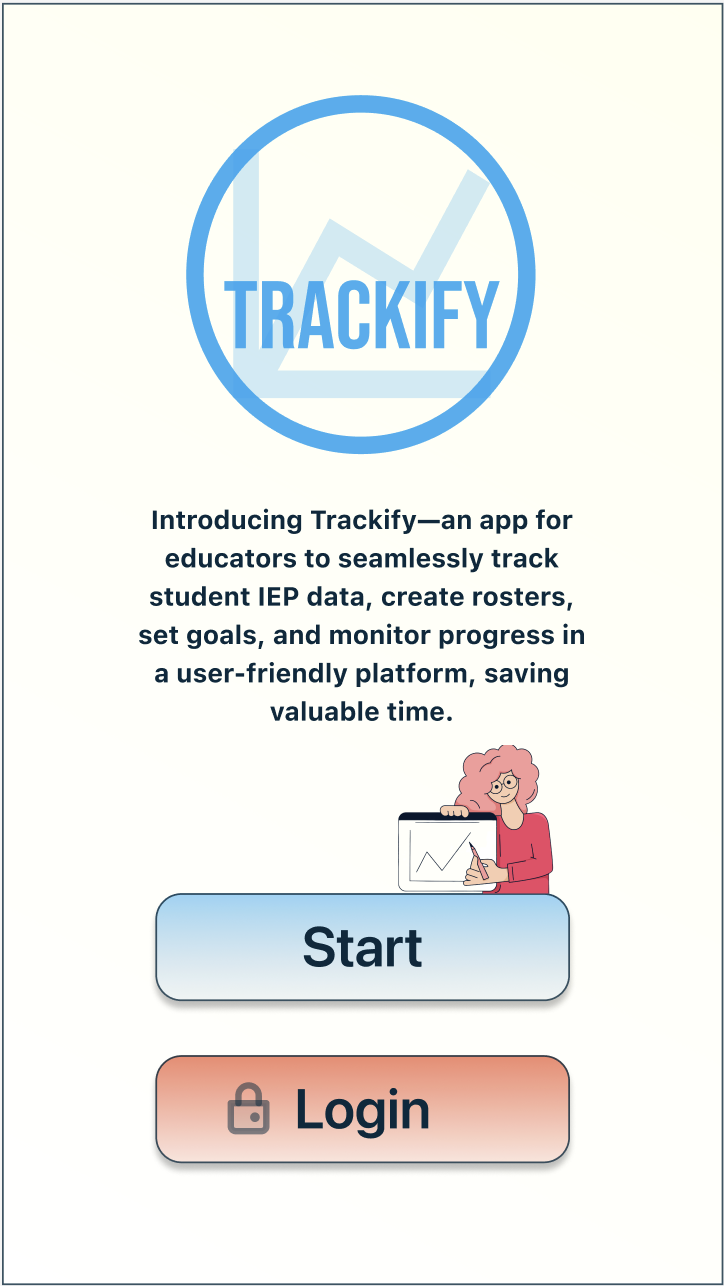 TRACKIFY
Introducing Trackify—an app for
educators to seamlessly track
student IEP data, create rosters,
set goals, and monitor progress in
a user-friendly platform, saving
valuable time.
Start
Login